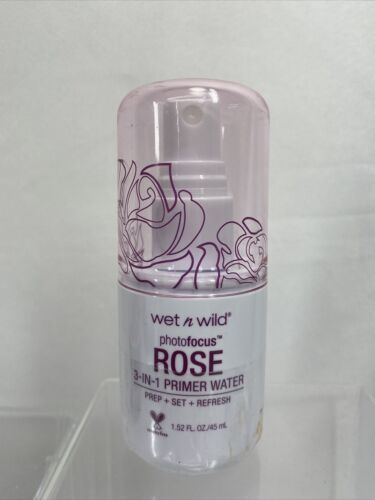 wet n wild®
photofocus™
ROSE
3-IN-1 PRIMER WATER
PREP + SET + REFRESH
1.52 FL. OZ./45 mL